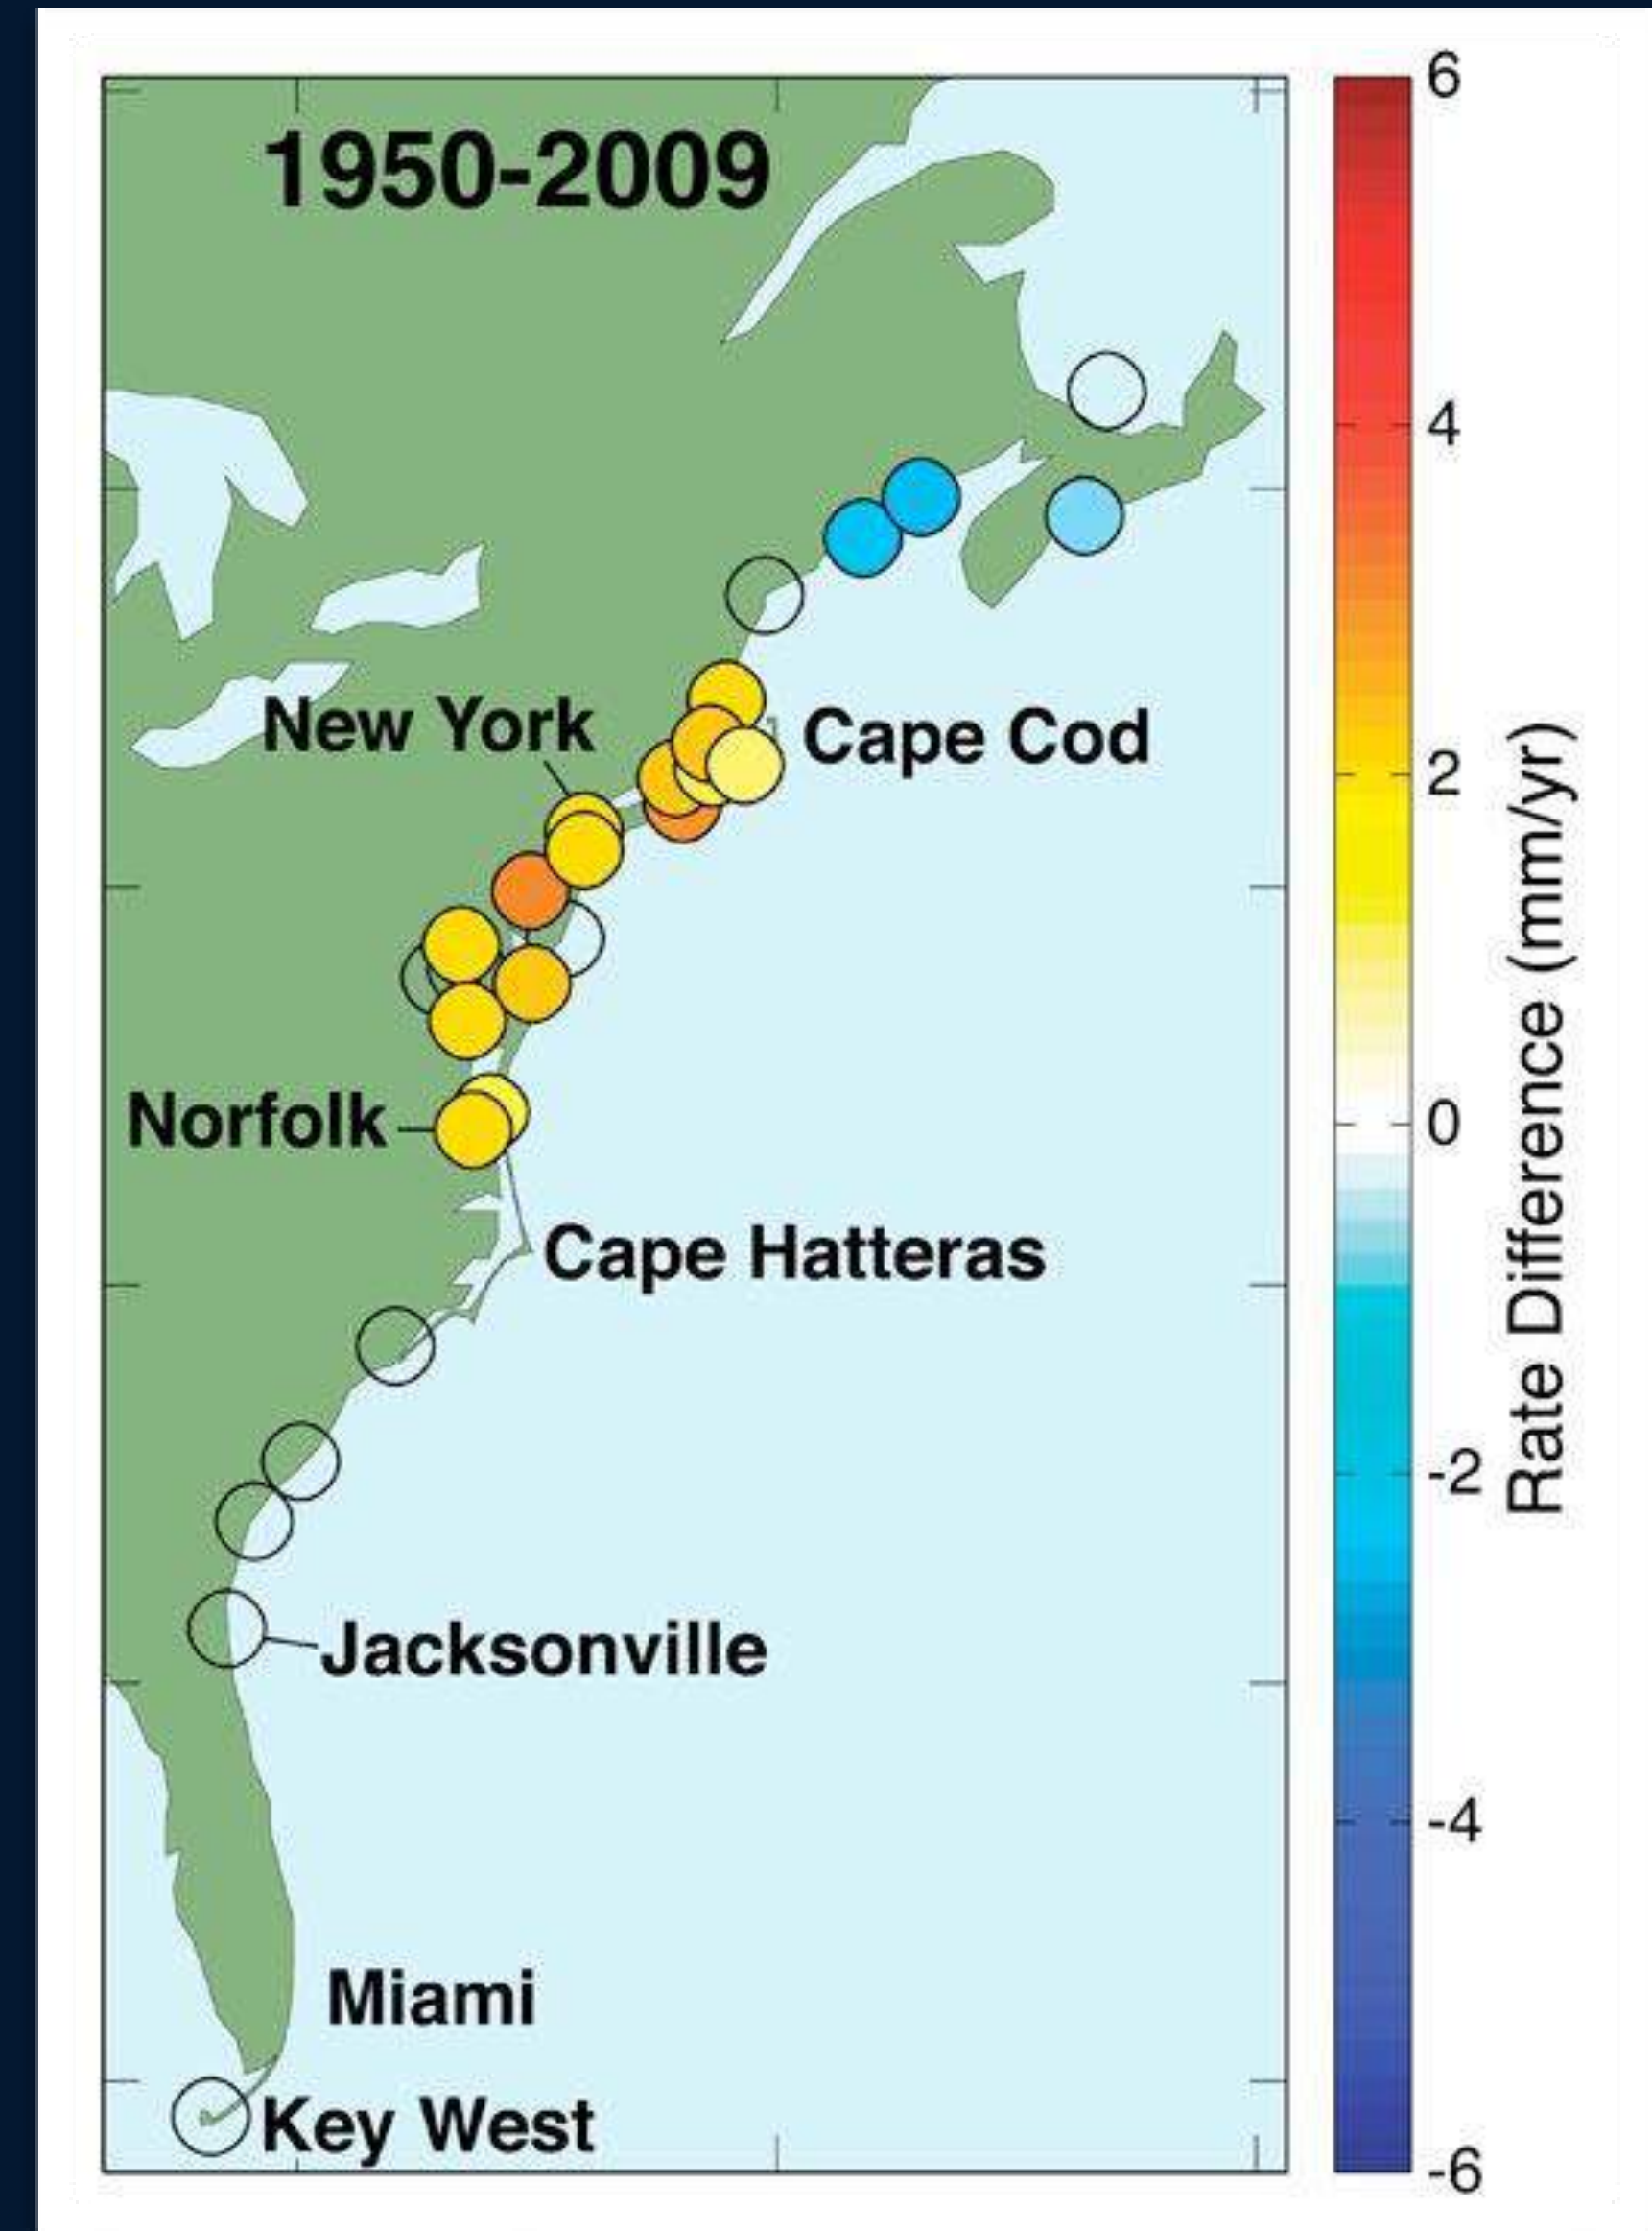 1950-2009
New York
Cape Cod
Norfolk
Cape Hatteras
Jacksonville
Miami
Key West
6
4
2
0
-2
-4
-6
Rate Difference (mm/yr)